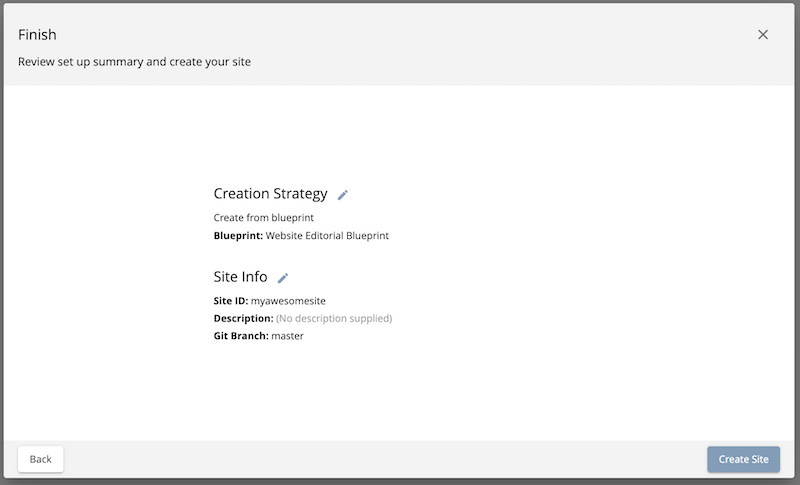 Finish
Review set up summary and create your site
Creation Strategy
Create from blueprint
Blueprint: Website Editorial Blueprint
Site Info
Site ID: myawesomesite
Description: (No description supplied)
Git Branch: master
Back
Create Site